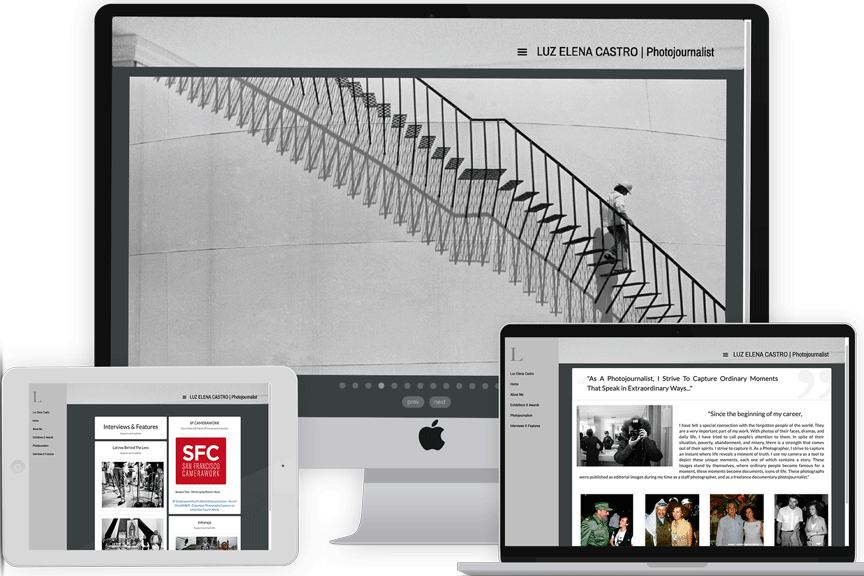 LUZ ELENA CASTRO | Photojournalist
prev
next
L
LUZ ELENA CASTRO | Photojournalist
Luz Elena Castro
Home
About Me
Exhibitions & Awards
Photojournalism
Interviews & Features
Interviews & Features
Latinas Behind The Lens
SF CAMERAWORK
SFC
SAN FRANCISCO
CAMERAWORK
L
LUZ ELENA CASTRO | Photojournalist
Luz Elena Castro
Home
About Me
Exhibitions & Awards
Photojournalism
Interviews & Features
"As A Photojournalist, I Strive To Capture Ordinary Moments
That Speak in Extraordinary Ways..."
"Since the beginning of my career,
I have felt a special connection with the forgotten people of the world. They
are a very important part of my work. With photos of their faces, dramas, and
daily life, I have tried to call people's attention to them. In spite of their
situation, poverty, abandonment, and misery, there is a strength that comes
out of their spirits. I strive to capture it. As a Photographer, I try to capture
an instant where life reveals a moment of truth. I use my camera as a tool to
depict these unique moments, each one of which contains a story. These
images stand by themselves, where ordinary people become famous for a
moment, these moments become documents, icons of life. These photographs
were published as editorial images during my time as a staff photographer, and as a freelance documentary photojournalist."